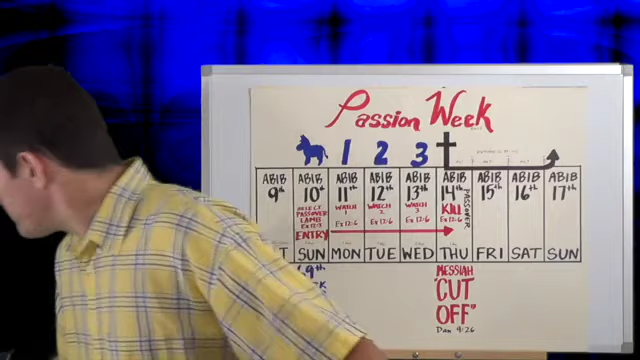 Passion Week
1 2 3
ABIB ABIB ABIB ABIB ABIB ABIB ABIB ABIB ABIB
9th 10th 11th 12th 13th 14th 15th 16th 17th
SELECT PASSOVER LAMB Ex 12:3
WATCH 1 Ex 12:6
WATCH 2 Ex 12:6
WATCH 3 Ex 12:6
KILL Ex 12:6
PASSOVER
ENTRY
T SUN MON TUE WED THU FRI SAT SUN
MESSIAH
"CUT
OFF"
Dan 9:26